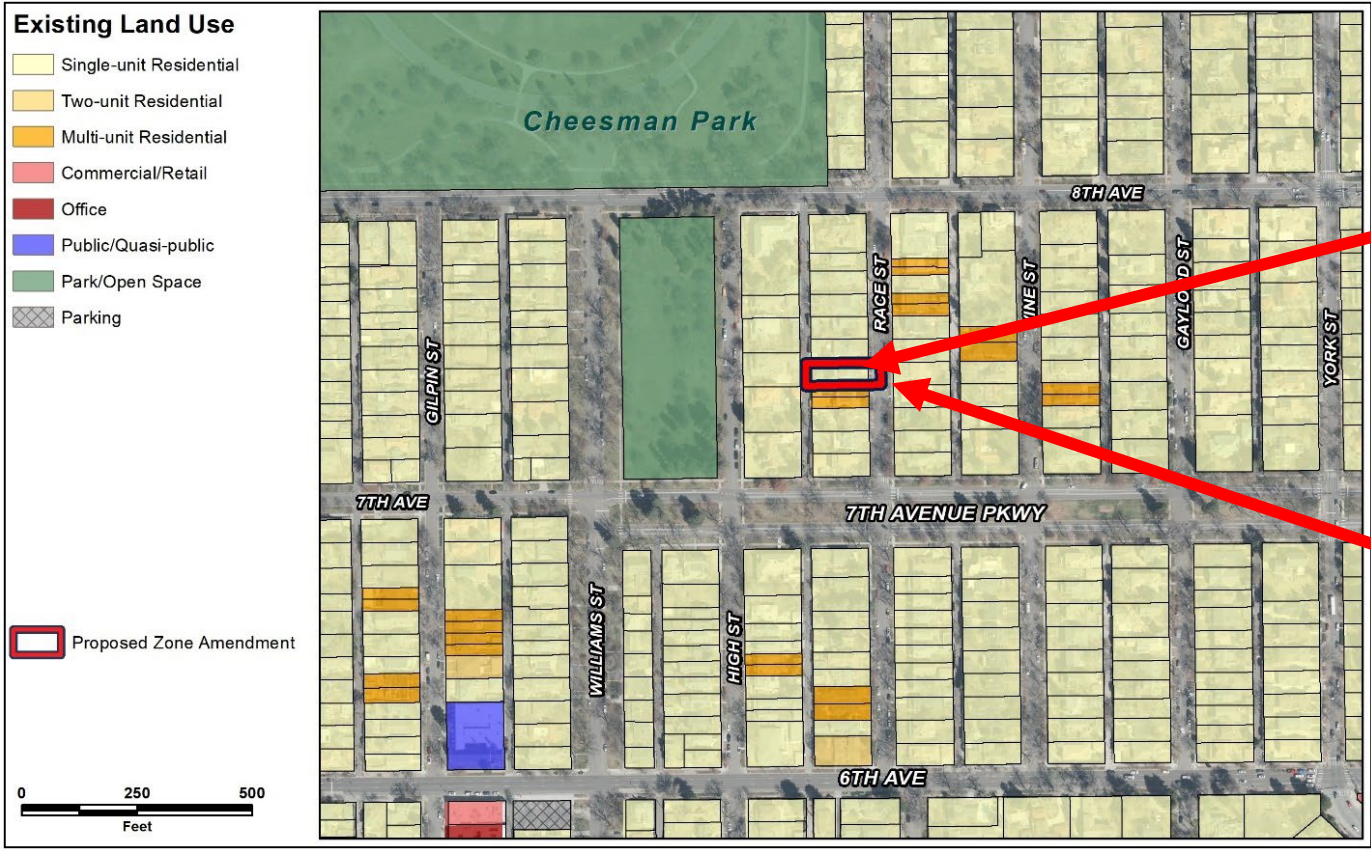 Existing Land Use
Single-unit Residential
Two-unit Residential
Multi-unit Residential
Commercial/Retail
Office
Public/Quasi-public
Park/Open Space
Parking
Proposed Zone Amendment
0 250 500
Feet
Cheesman Park
8TH AVE
RACE ST
INE ST
GAYLORD ST
YORK ST
GILPIN ST
7TH AVE
7TH AVENUE PKWY
WILLIAMS ST
HIGH ST
6TH AVE